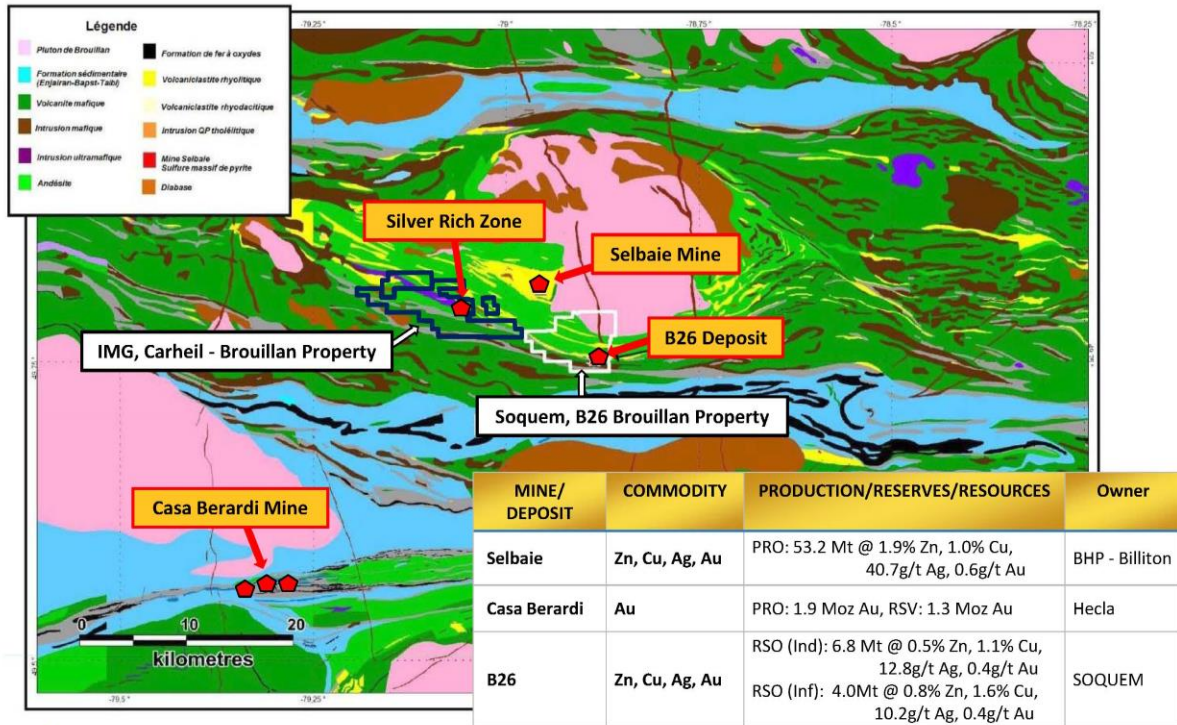 -79.25
-79
-78.75
-78.5
-78.25
Légende
Pluton de Brouillan
Formation sédimentaire
(Enjairan-Bapst-Taibi)
Volcanite mafique
Intrusion mafique
Intrusion ultramafique
Andésite
Formation de fer à oxydes
Volcaniclastite rhyolitique
Volcaniclastite rhyodacitique
Intrusion QP tholéiitique
Mine Selbaie
Sulfure massif de pyrite
Diabase
Silver Rich Zone
Selbaie Mine
B26 Deposit
IMG, Carheil - Brouillan Property
Soquem, B26 Brouillan Property
49.25
Casa Berardi Mine
0 10 20
kilometres
49.5
-79.5
-79.25
MINE/
DEPOSIT
COMMODITY
PRODUCTION/RESERVES/RESOURCES
Owner
Selbaie
Zn, Cu, Ag, Au
PRO: 53.2 Mt @ 1.9% Zn, 1.0% Cu,
40.7g/t Ag, 0.6g/t Au
BHP - Billiton
Casa Berardi
Au
PRO: 1.9 Moz Au, RSV: 1.3 Moz Au
Hecla
B26
Zn, Cu, Ag, Au
RSO (Ind): 6.8 Mt @ 0.5% Zn, 1.1% Cu,
12.8g/t Ag, 0.4g/t Au
RSO (Inf): 4.0Mt @ 0.8% Zn, 1.6% Cu,
10.2g/t Ag, 0.4g/t Au
SOQUEM